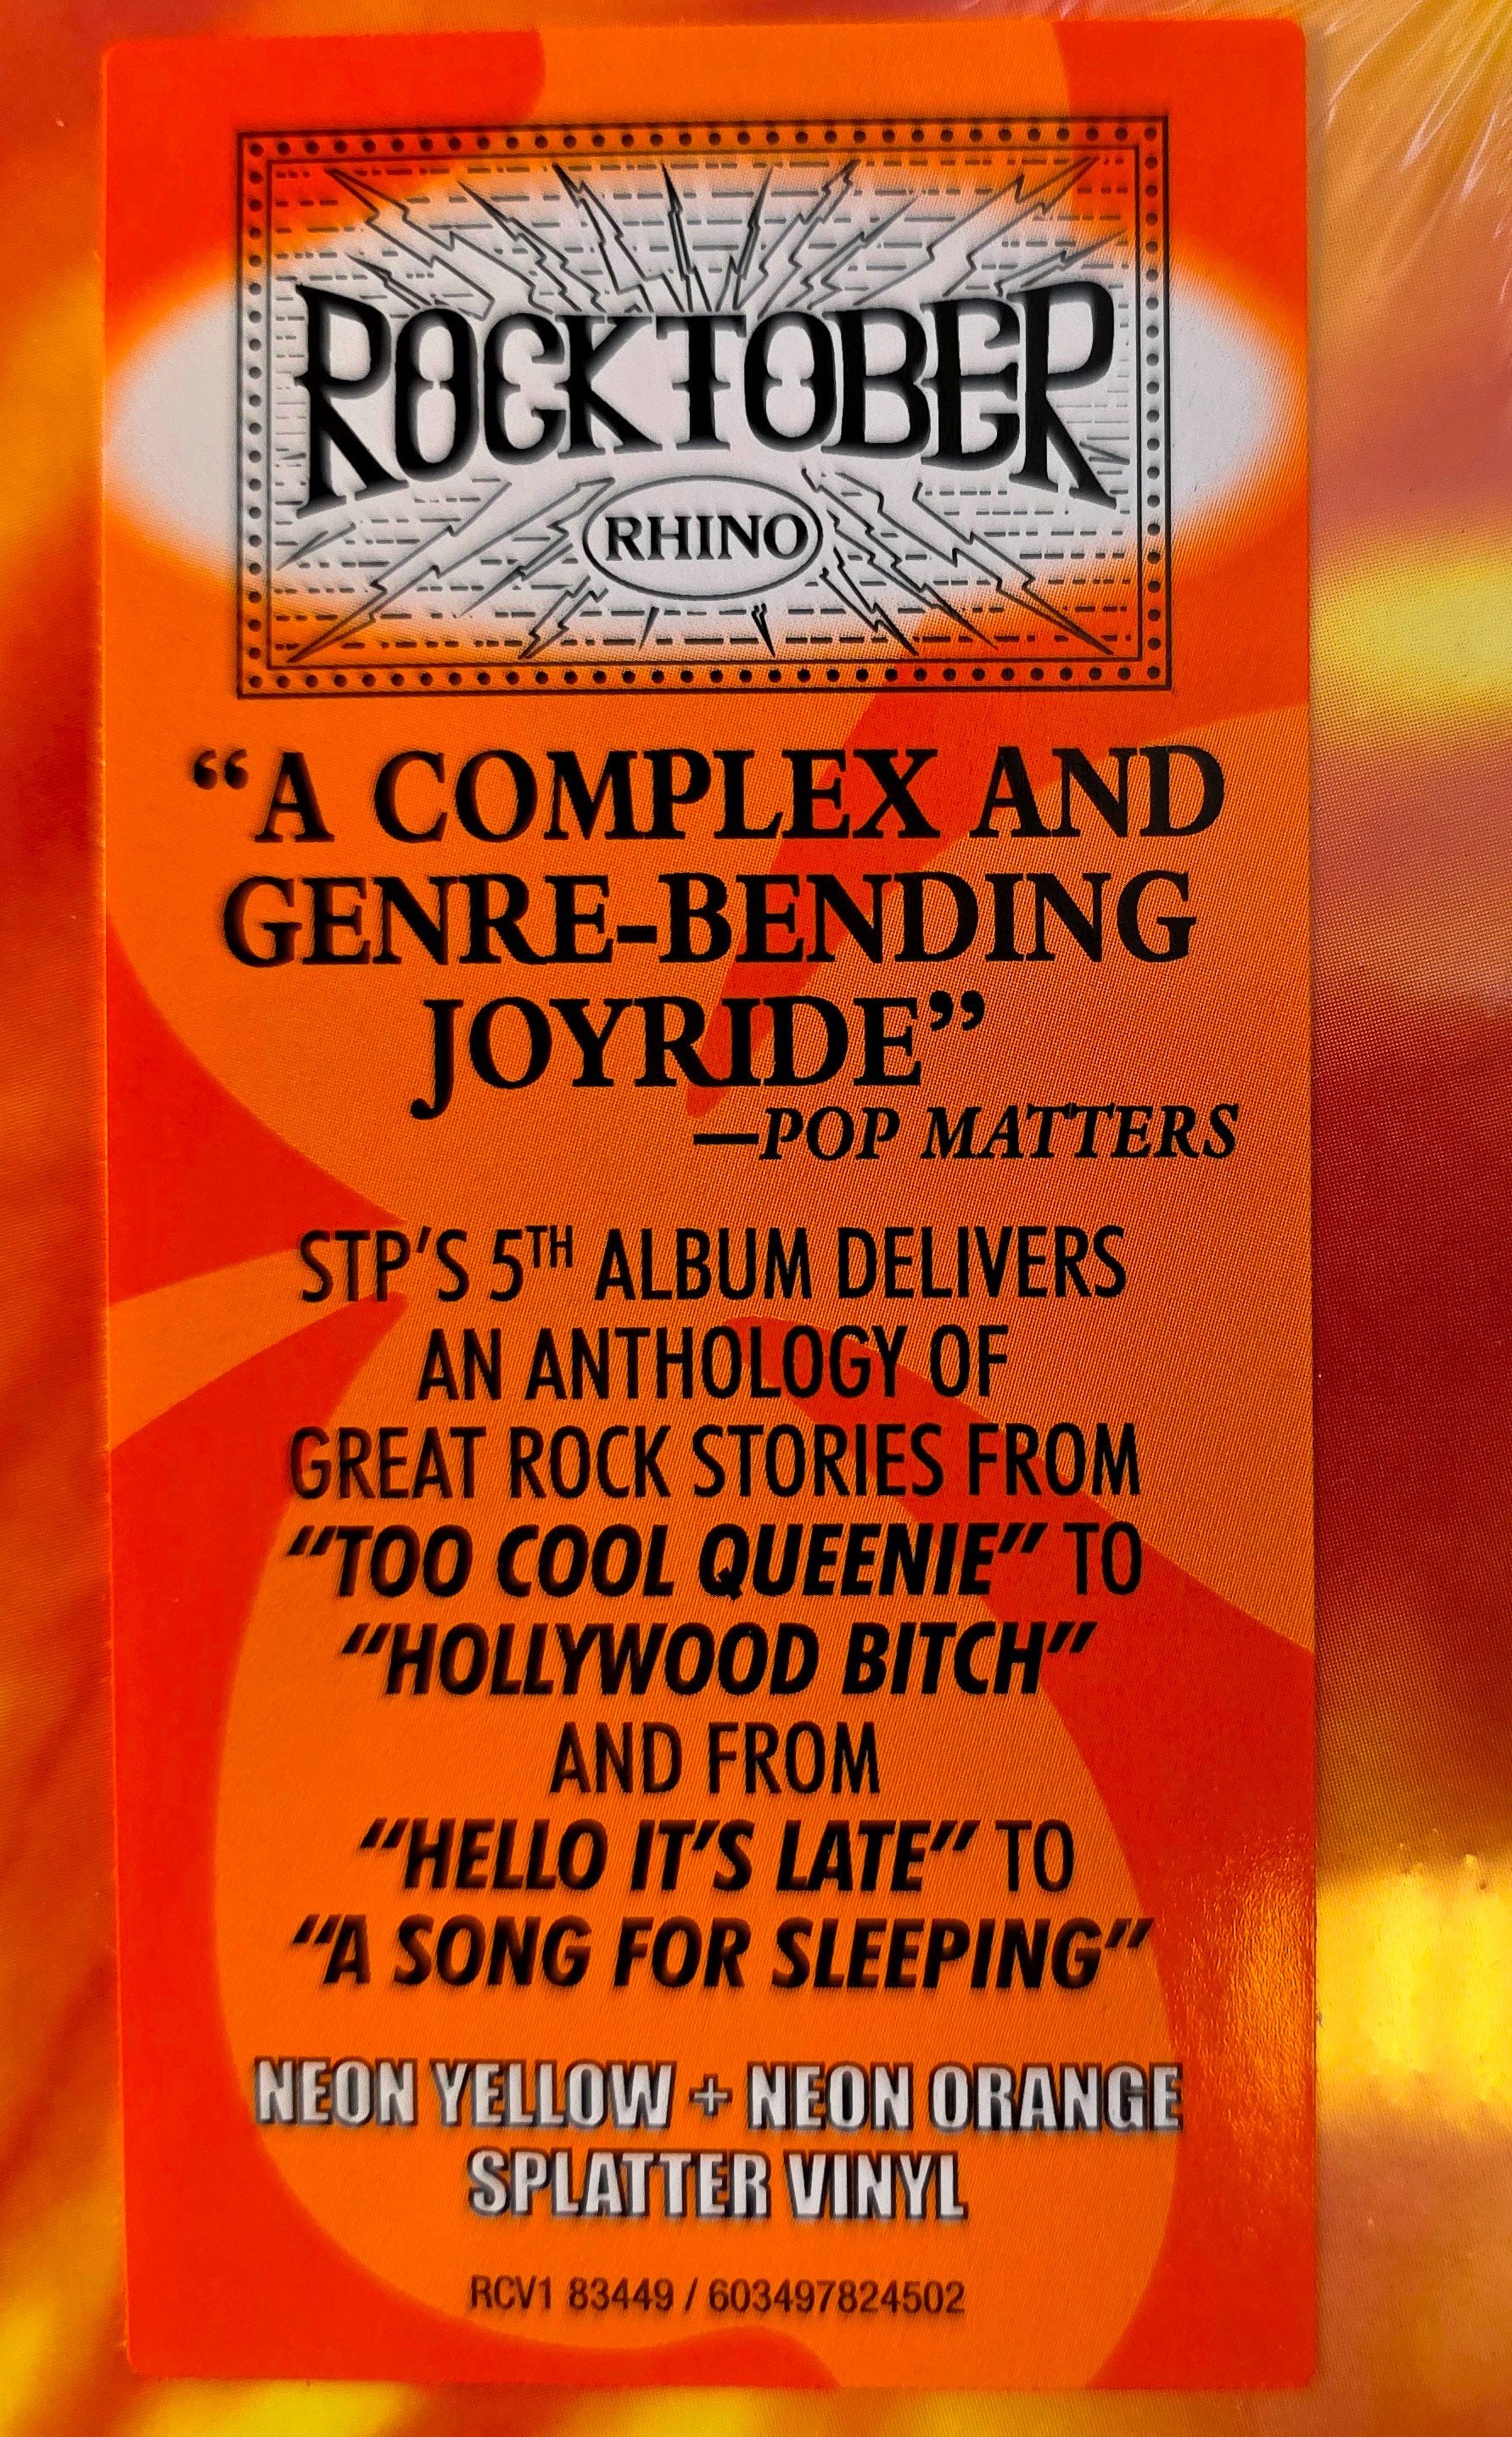 ROCKTOBER
RHINO
“A COMPLEX AND
GENRE-BENDING
JOYRIDE”
—POP MATTERS
STP'S 5TH ALBUM DELIVERS
AN ANTHOLOGY OF
GREAT ROCK STORIES FROM
“TOO COOL QUEENIE” TO
“HOLLYWOOD BITCH”
AND FROM
“HELLO IT'S LATE” TO
“A SONG FOR SLEEPING”
NEON YELLOW + NEON ORANGE
SPLATTER VINYL
RCV1 83449 / 603497824502